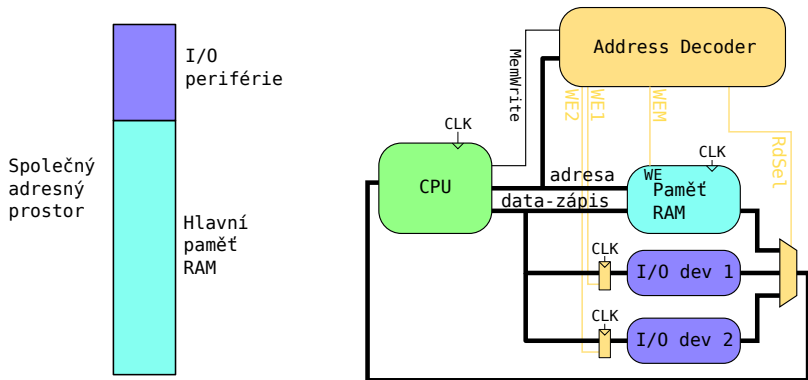 I/O
periférie
Společný
adresný
prostor
Hlavní
paměť
RAM
Address Decoder
MemWrite
WE2
WE1
WEM
RdSel
CLK
CPU
adresa
data-zápis
CLK
WE
Paměť
RAM
CLK
I/O dev 1
CLK
I/O dev 2